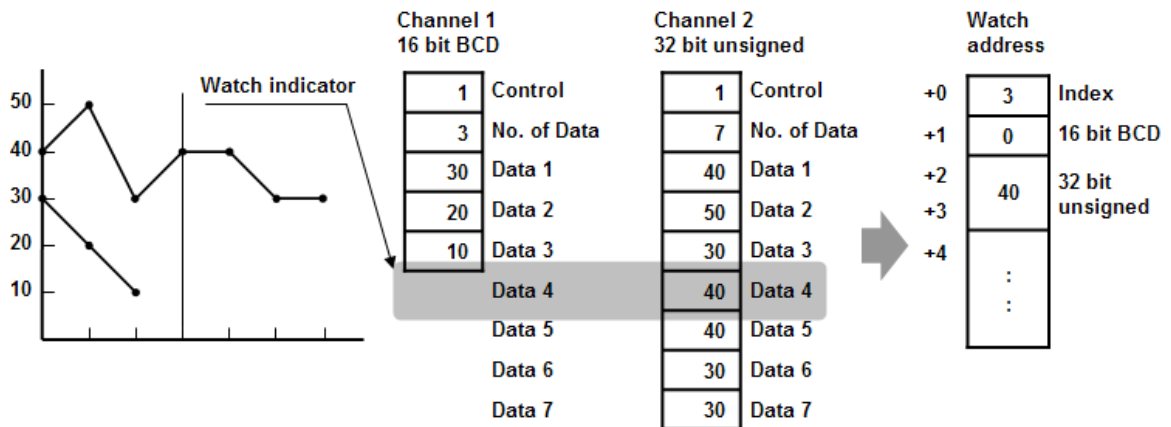 Channel 1
16 bit BCD
Channel 2
32 bit unsigned
Watch
address
Watch indicator
50
40
30
20
10
1 Control
3 No. of Data
30 Data 1
20 Data 2
10 Data 3
Data 4
Data 5
Data 6
Data 7
1 Control
7 No. of Data
40 Data 1
50 Data 2
30 Data 3
40 Data 4
40 Data 5
30 Data 6
30 Data 7
+0 3 Index
+1 0 16 bit BCD
+2
40 32 bit
unsigned
+3
+4
:
: